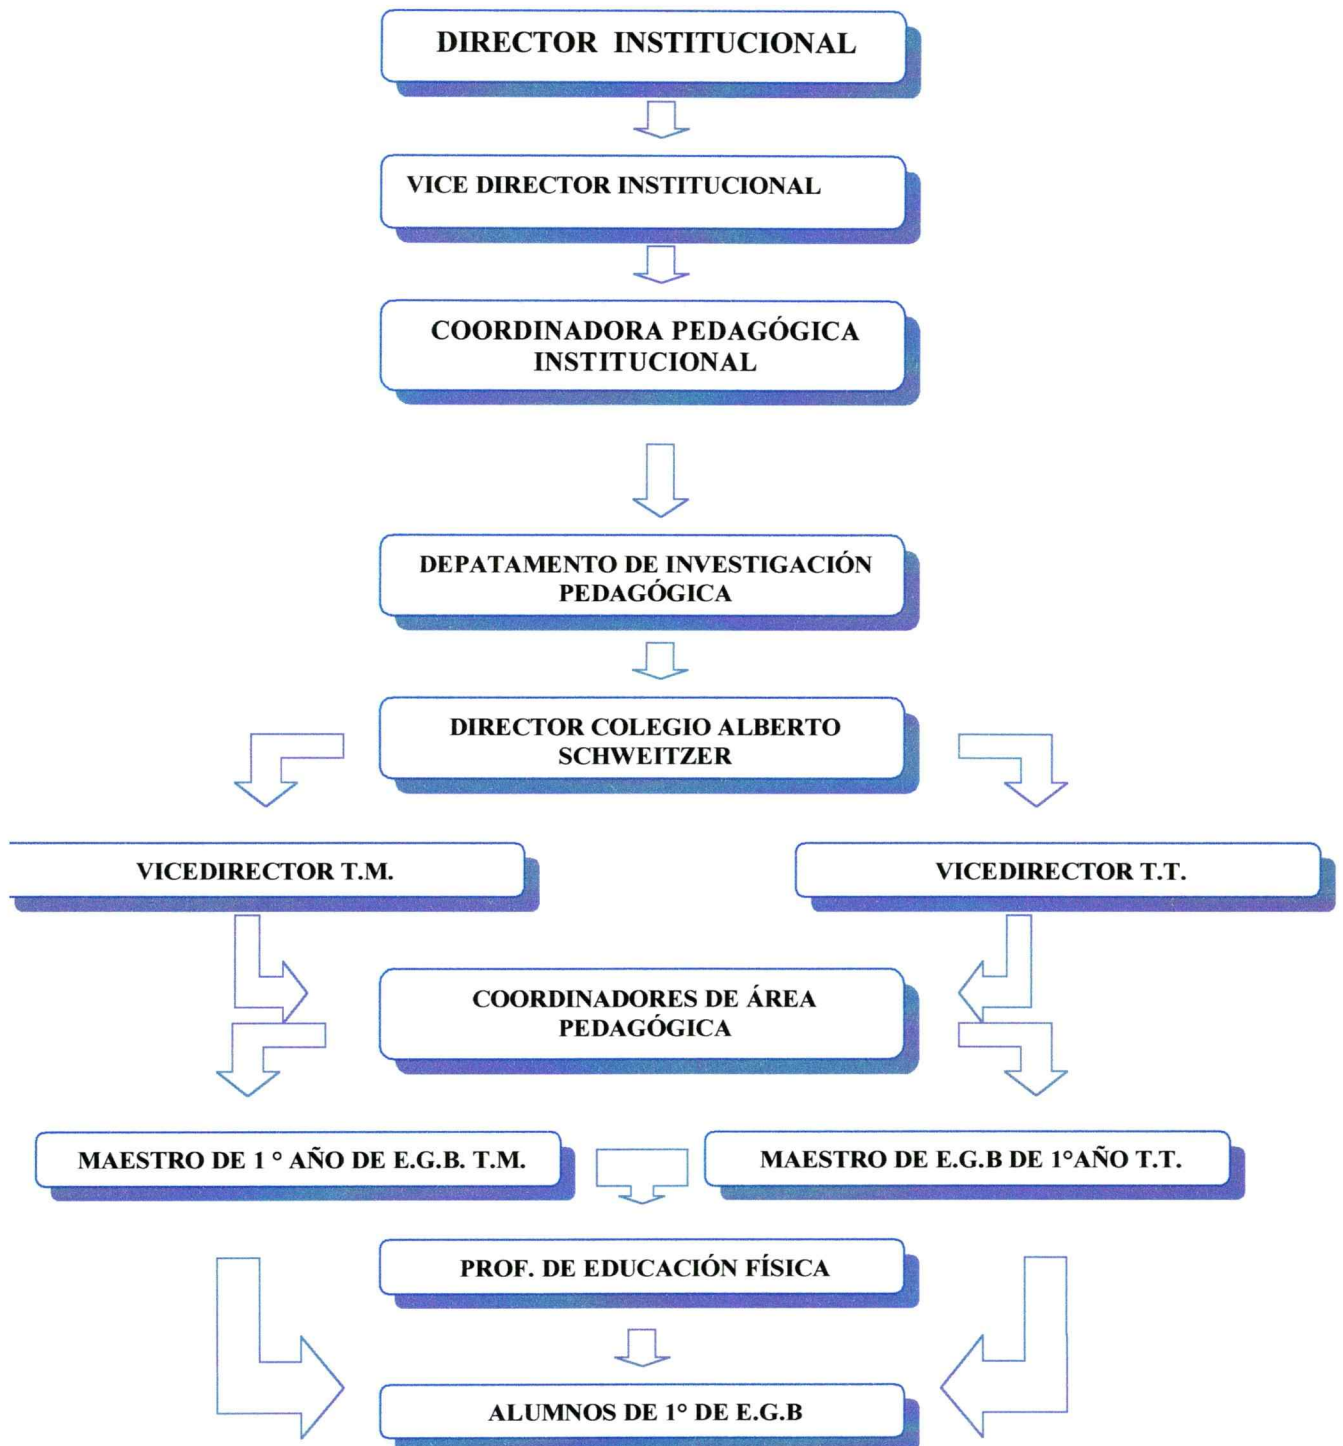 DIRECTOR INSTITUCIONAL
VICE DIRECTOR INSTITUCIONAL
COORDINADORA PEDAGÓGICA
INSTITUCIONAL
DEPATAMENTO DE INVESTIGACIÓN
PEDAGÓGICA
DIRECTOR COLEGIO ALBERTO
SCHWEITZER
VICEDIRECTOR T.M.
VICEDIRECTOR T.T.
COORDINADORES DE ÁREA
PEDAGÓGICA
MAESTRO DE 1 ° AÑO DE E.G.B. T.M.
MAESTRO DE E.G.B DE 1°AÑO T.T.
PROF. DE EDUCACIÓN FÍSICA
ALUMNOS DE 1° DE E.G.B